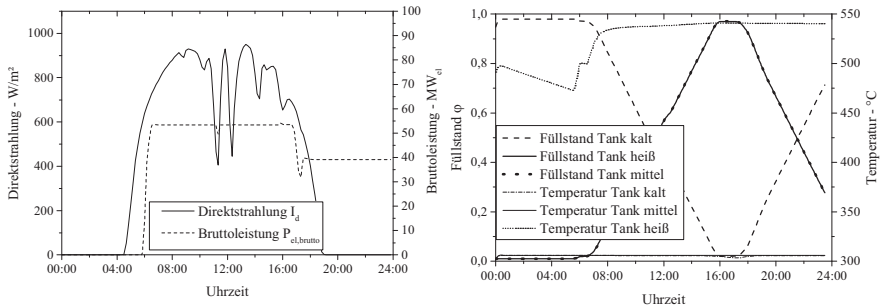 1000
800
600
400
200
0
Direktstrahlung - W/m²
100
90
80
70
60
50
40
30
20
10
0
Bruttoleistung - MWel
Direktstrahlung Id
Bruttoleistung Pel,brutto
00:00 04:00 08:00 12:00 16:00 20:00 24:00
Uhrzeit
1,0
0,8
0,6
0,4
0,2
0,0
Füllstand φ
550
500
450
400
350
300
Temperatur - °C
Füllstand Tank kalt
Füllstand Tank heiß
Füllstand Tank mittel
Temperatur Tank kalt
Temperatur Tank mittel
Temperatur Tank heiß
00:00 04:00 08:00 12:00 16:00 20:00 24:00
Uhrzeit